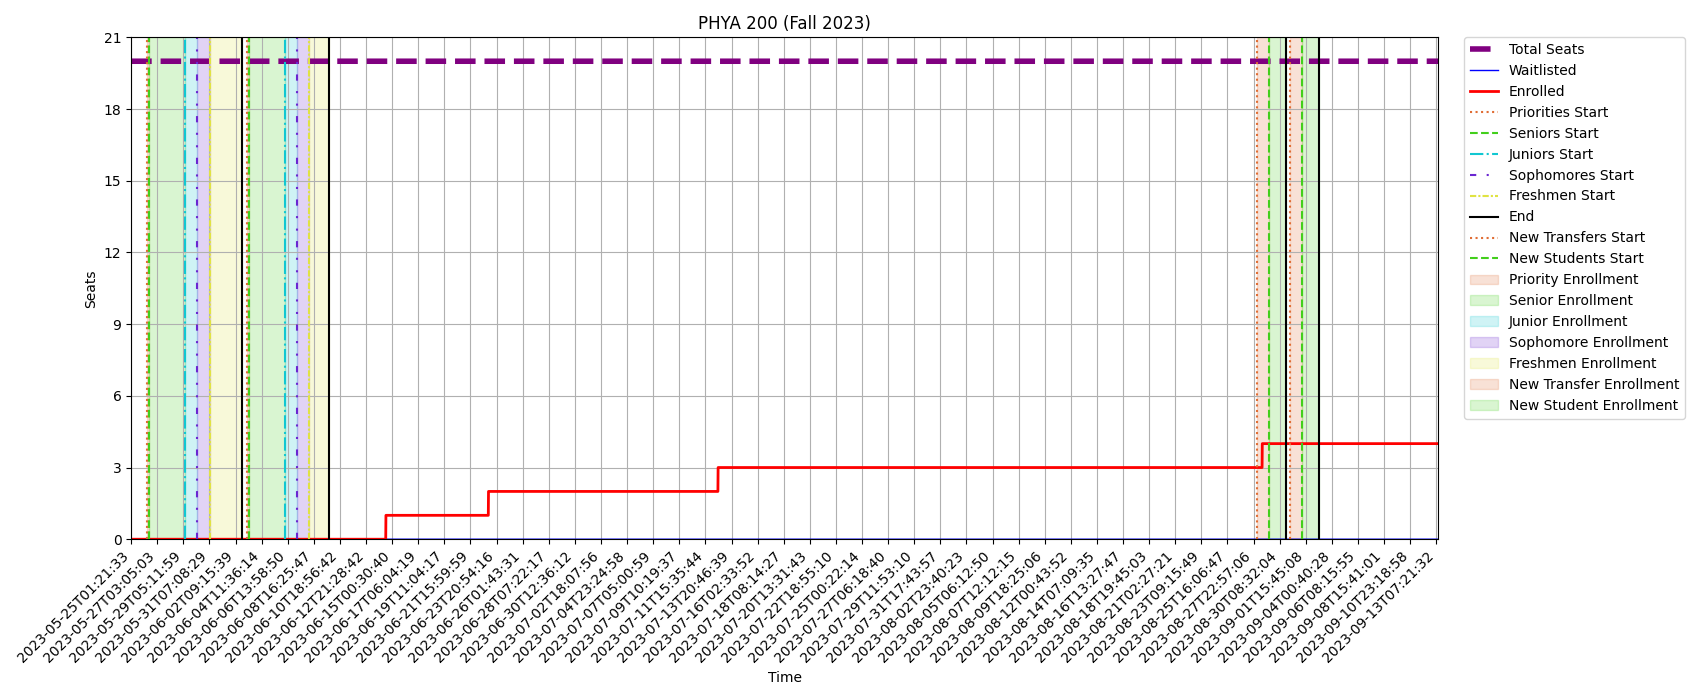 PHYA 200 (Fall 2023)
21
18
15
12
9
6
3
0
Seats
2023-05-25T01:21:33
2023-05-27T03:05:03
2023-05-29T05:11:59
2023-05-31T07:08:29
2023-06-02T09:15:39
2023-06-04T11:36:14
2023-06-06T13:58:50
2023-06-08T16:25:47
2023-06-10T18:56:42
2023-06-12T21:28:42
2023-06-15T00:30:40
2023-06-17T06:04:19
2023-06-19T11:04:17
2023-06-21T15:59:59
2023-06-23T20:54:16
2023-06-26T01:43:31
2023-06-28T07:22:17
2023-06-30T12:36:12
2023-07-02T18:07:56
2023-07-04T23:24:58
2023-07-07T05:00:59
2023-07-09T10:19:37
2023-07-11T15:35:44
2023-07-13T20:46:39
2023-07-16T02:33:52
2023-07-18T08:14:27
2023-07-20T13:31:43
2023-07-22T18:55:10
2023-07-25T00:22:14
2023-07-27T06:18:40
2023-07-29T11:53:10
2023-07-31T17:43:57
2023-08-02T23:40:23
2023-08-05T06:12:50
2023-08-07T12:12:15
2023-08-09T18:25:06
2023-08-12T00:43:52
2023-08-14T07:09:35
2023-08-16T13:27:47
2023-08-18T19:45:03
2023-08-21T02:27:21
2023-08-23T09:15:49
2023-08-25T16:06:47
2023-08-27T22:57:06
2023-08-30T08:32:04
2023-09-01T15:45:08
2023-09-04T00:40:28
2023-09-06T08:15:55
2023-09-08T15:41:01
2023-09-10T23:18:58
2023-09-13T07:21:32
Time
Total Seats
Waitlisted
Enrolled
Priorities Start
Seniors Start
Juniors Start
Sophomores Start
Freshmen Start
End
New Transfers Start
New Students Start
Priority Enrollment
Senior Enrollment
Junior Enrollment
Sophomore Enrollment
Freshmen Enrollment
New Transfer Enrollment
New Student Enrollment